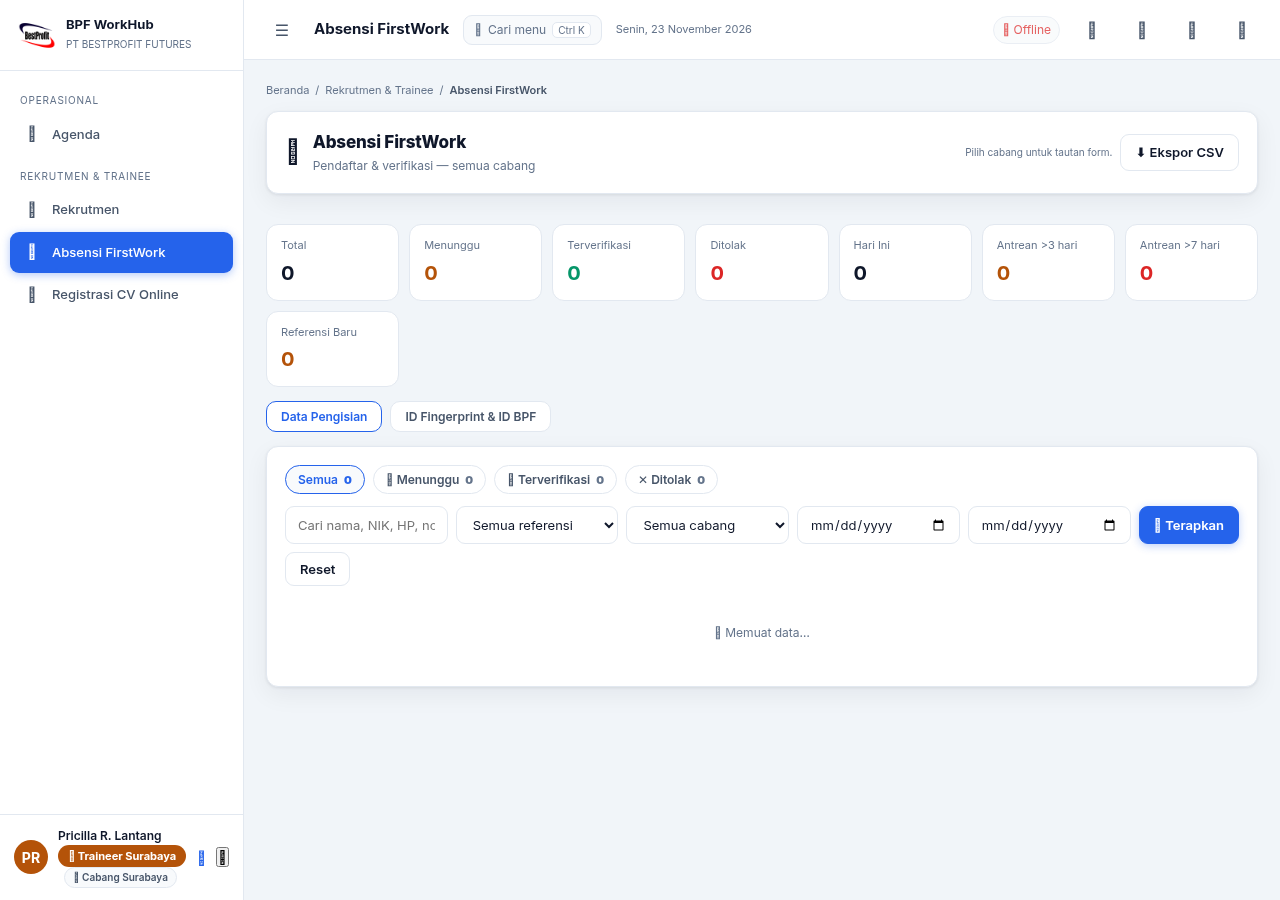 BestProfit
BPF WorkHub
PT BESTPROFIT FUTURES
OPERASIONAL
Agenda
REKRUTMEN & TRAINEE
Rekrutmen
Absensi FirstWork
Registrasi CV Online
Pricilla R. Lantang
Traineer Surabaya
Cabang Surabaya
PR
☰ Absensi FirstWork Cari menu Ctrl K Senin, 23 November 2026 Offline
Beranda / Rekrutmen & Trainee / Absensi FirstWork
Absensi FirstWork
Pendaftar & verifikasi — semua cabang
Pilih cabang untuk tautan form. ⬇ Ekspor CSV
Total Menunggu Terverifikasi Ditolak Hari Ini Antrean >3 hari Antrean >7 hari
0 0 0 0 0 0 0
Referensi Baru
0
Data Pengisian ID Fingerprint & ID BPF
Semua 0 Menunggu 0 Terverifikasi 0 ✕ Ditolak 0
Cari nama, NIK, HP, nc Semua referensi Semua cabang mm/dd/yyyy mm/dd/yyyy Terapkan
Reset
Memuat data...